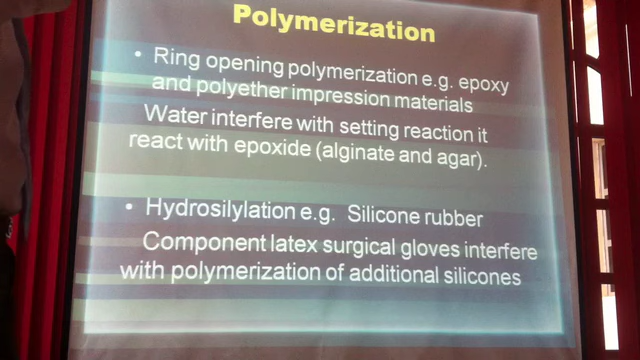 Polymerization
• Ring opening polymerization e.g. epoxy
and polyether impression materials
Water interfere with setting reaction it
react with epoxide (alginate and agar).
• Hydrosilylation e.g. Silicone rubber
Component latex surgical gloves interfere
with polymerization of additional silicones